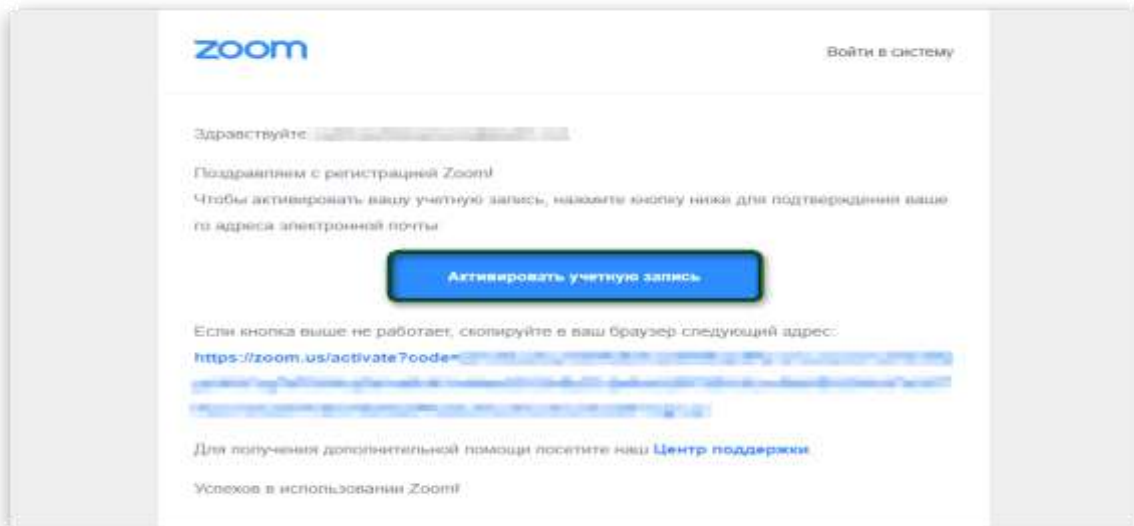 zoom
Войти в систему
Здравствуйте
Поздравляем с регистрацией Zoom!
Чтобы активировать вашу учетную запись, нажмите кнопку ниже для подтверждения ваше
го адреса электронной почты
Активировать учетную запись
Если кнопка выше не работает, скопируйте в ваш браузер следующий адрес:
https://zoom.us/activate?code=
Для получения дополнительной помощи посетите наш Центр поддержки
Успехов в использовании Zoom!